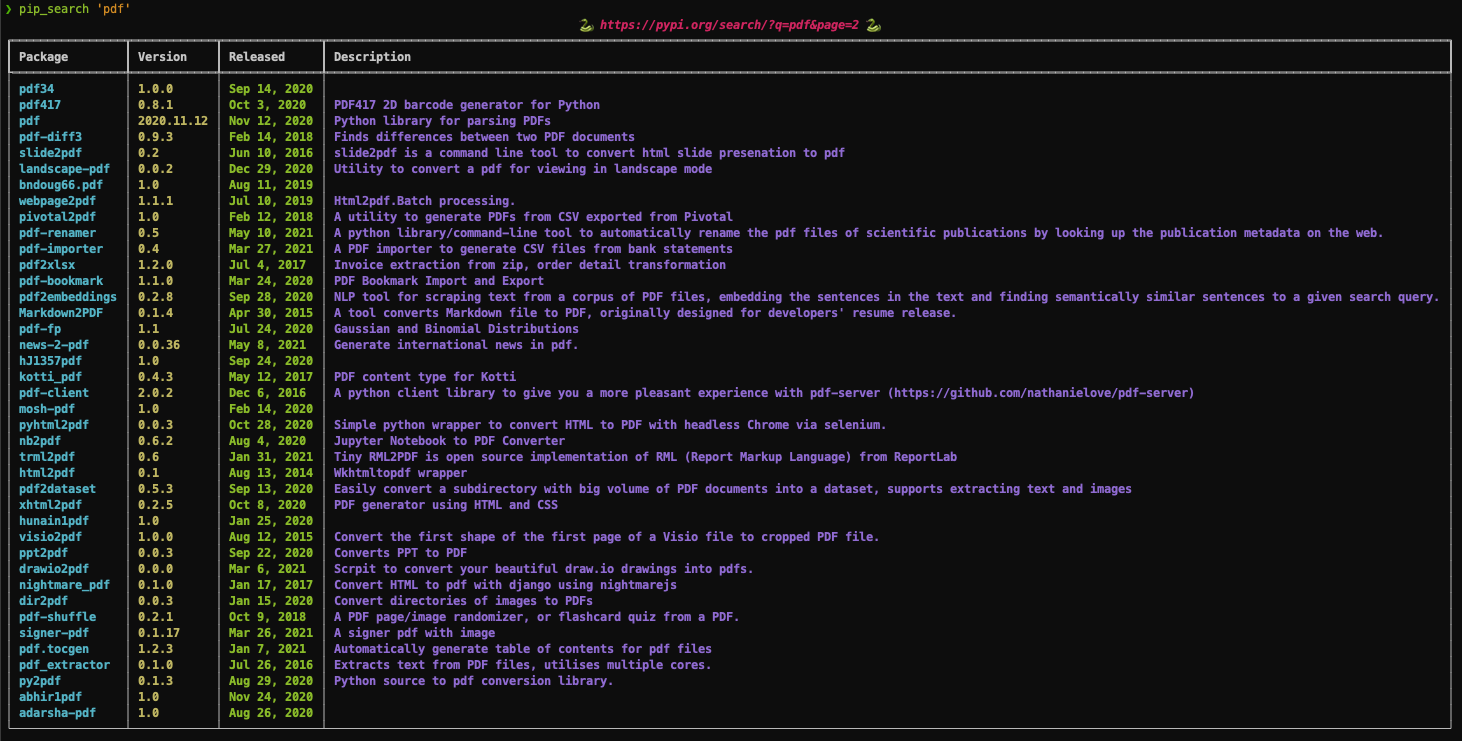 ❯ pip_search 'pdf'
🐍 https://pypi.org/search/?q=pdf&page=2 🐍
Package Version Released Description
pdf34 1.0.0 Sep 14, 2020
pdf417 0.8.1 Oct 3, 2020 PDF417 2D barcode generator for Python
pdf 2020.11.12 Nov 12, 2020 Python library for parsing PDFs
pdf-diff3 0.9.3 Feb 14, 2018 Finds differences between two PDF documents
slide2pdf 0.2 Jun 10, 2016 slide2pdf is a command line tool to convert html slide presenation to pdf
landscape-pdf 0.0.2 Dec 29, 2020 Utility to convert a pdf for viewing in landscape mode
bndoug66.pdf 1.0 Aug 11, 2019
webpage2pdf 1.1.1 Jul 10, 2019 Html2pdf.Batch processing.
pivotal2pdf 1.0 Feb 12, 2018 A utility to generate PDFs from CSV exported from Pivotal
pdf-renamer 0.5 May 10, 2021 A python library/command-line tool to automatically rename the pdf files of scientific publications by looking up the publication metadata on the web.
pdf-importer 0.4 Mar 27, 2021 A PDF importer to generate CSV files from bank statements
pdf2xlsx 1.2.0 Jul 4, 2017 Invoice extraction from zip, order detail transformation
pdf-bookmark 1.1.0 Mar 24, 2020 PDF Bookmark Import and Export
pdf2embeddings 0.2.8 Sep 28, 2020 NLP tool for scraping text from a corpus of PDF files, embedding the sentences in the text and finding semantically similar sentences to a given search query.
Markdown2PDF 0.1.4 Apr 30, 2015 A tool converts Markdown file to PDF, originally designed for developers' resume release.
pdf-fp 1.1 Jul 24, 2020 Gaussian and Binomial Distributions
news-2-pdf 0.0.36 May 8, 2021 Generate international news in pdf.
hJ1357pdf 1.0 Sep 24, 2020
kotti_pdf 0.4.3 May 12, 2017 PDF content type for Kotti
pdf-client 2.0.2 Dec 6, 2016 A python client library to give you a more pleasant experience with pdf-server (https://github.com/nathanielove/pdf-server)
mosh-pdf 1.0 Feb 14, 2020
pyhtml2pdf 0.0.3 Oct 28, 2020 Simple python wrapper to convert HTML to PDF with headless Chrome via selenium.
nb2pdf 0.6.2 Aug 4, 2020 Jupyter Notebook to PDF Converter
trml2pdf 0.6 Jan 31, 2021 Tiny RML2PDF is open source implementation of RML (Report Markup Language) from ReportLab
html2pdf 0.1 Aug 13, 2014 Wkhtmltopdf wrapper
pdf2dataset 0.5.3 Sep 13, 2020 Easily convert a subdirectory with big volume of PDF documents into a dataset, supports extracting text and images
xhtml2pdf 0.2.5 Oct 8, 2020 PDF generator using HTML and CSS
hunain1pdf 1.0 Jan 25, 2020
visio2pdf 1.0.0 Aug 12, 2015 Convert the first shape of the first page of a Visio file to cropped PDF file.
ppt2pdf 0.0.3 Sep 22, 2020 Converts PPT to PDF
drawio2pdf 0.0.0 Mar 6, 2021 Scrpit to convert your beautiful draw.io drawings into pdfs.
nightmare_pdf 0.1.0 Jan 17, 2017 Convert HTML to pdf with django using nightmarejs
dir2pdf 0.0.3 Jan 15, 2020 Convert directories of images to PDFs
pdf-shuffle 0.2.1 Oct 9, 2018 A PDF page/image randomizer, or flashcard quiz from a PDF.
signer-pdf 0.1.17 Mar 26, 2021 A signer pdf with image
pdf.tocgen 1.2.3 Jan 7, 2021 Automatically generate table of contents for pdf files
pdf_extractor 0.1.0 Jul 26, 2016 Extracts text from PDF files, utilises multiple cores.
py2pdf 0.1.3 Aug 29, 2020 Python source to pdf conversion library.
abhir1pdf 1.0 Nov 24, 2020
adarsha-pdf 1.0 Aug 26, 2020